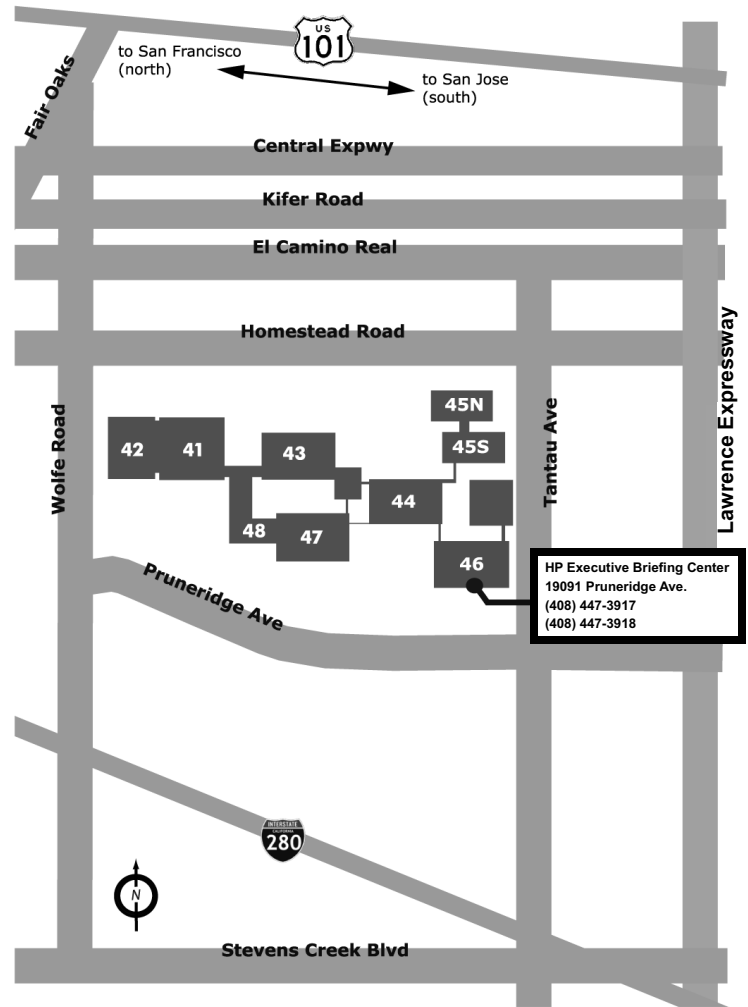 US
101
to San Francisco
(north)
to San Jose
(south)
Fair Oaks
Central Expwy
Kifer Road
El Camino Real
Homestead Road
Lawrence Expressway
Wolfe Road
Tantau Ave
45N
45S
42
41
43
44
48
47
46
HP Executive Briefing Center
19091 Pruneridge Ave.
(408) 447-3917
(408) 447-3918
Pruneridge Ave
INTERSTATE
CALIFORNIA
280
N
Stevens Creek Blvd